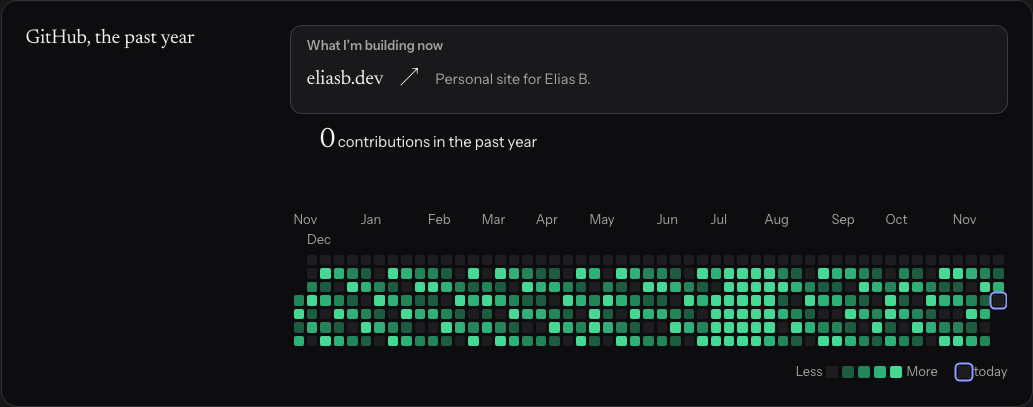 GitHub, the past year
What I'm building now
eliasb.dev Personal site for Elias B.
0 contributions in the past year
Nov Jan Feb Mar Apr May Jun Jul Aug Sep Oct Nov
Dec
Less More today